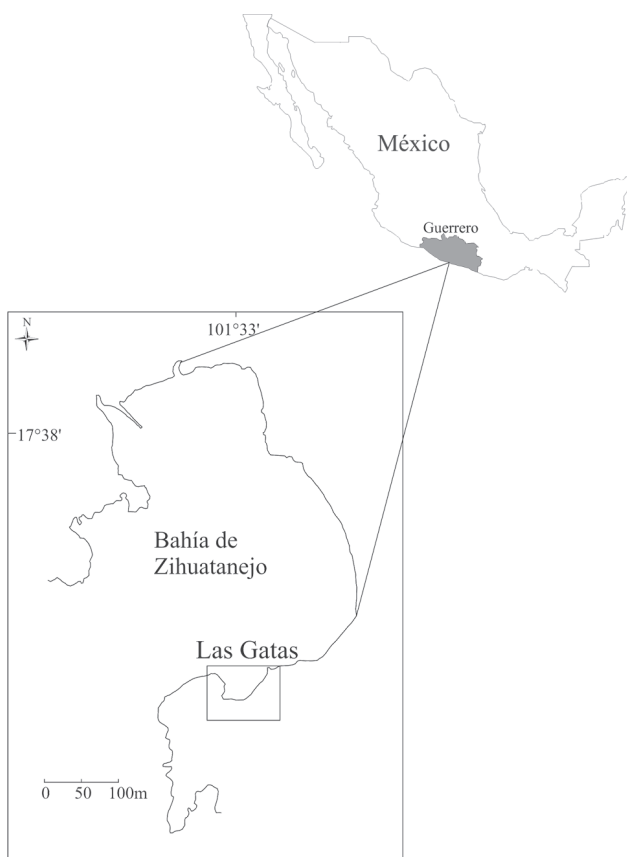 México
Guerrero
N
101°33'
17°38'
Bahía de
Zihuatanejo
Las Gatas
0 50 100m